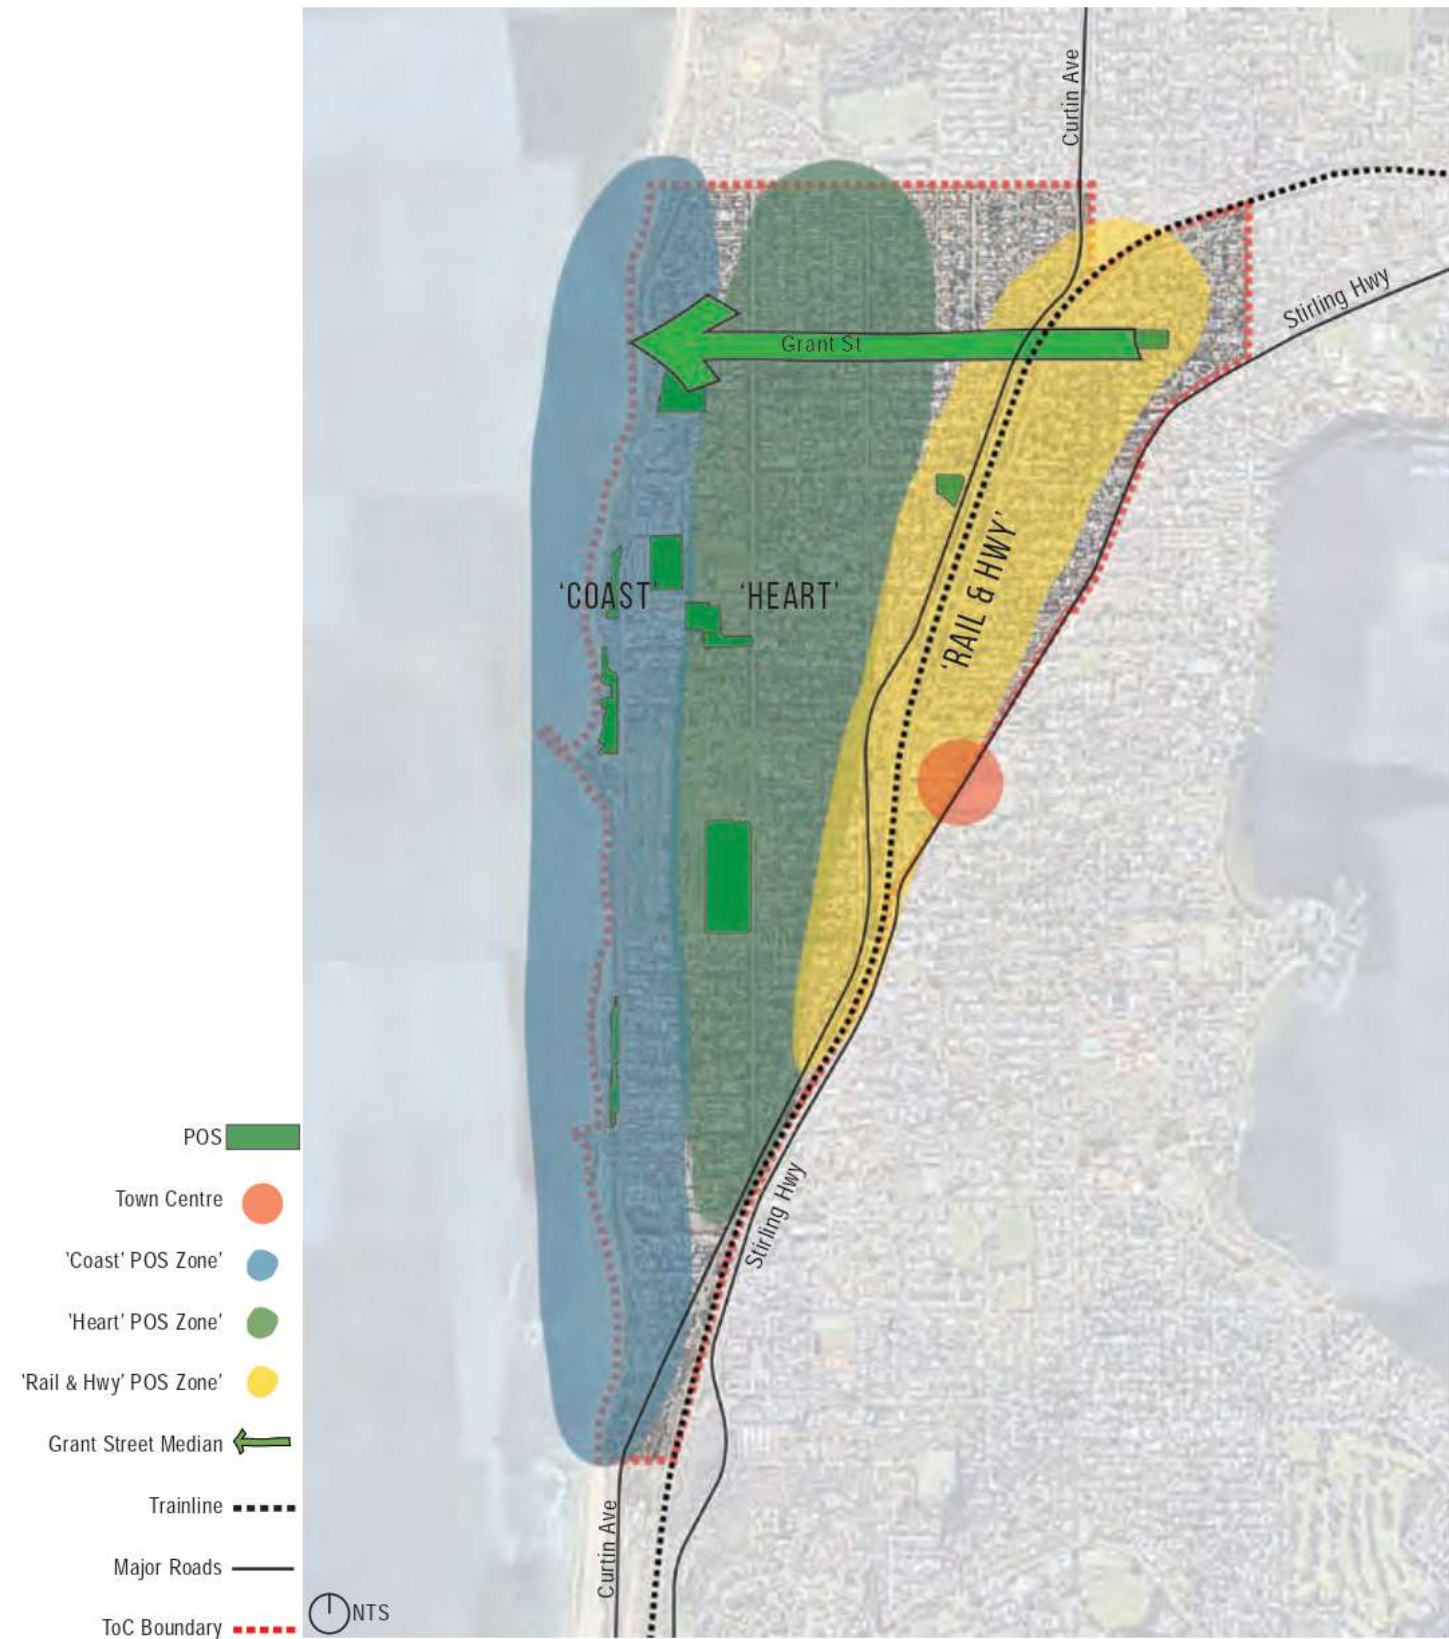 Curtin Ave
Stirling Hwy
Grant St
'COAST'
'HEART'
'RAIL & HWY'
Stirling Hwy
Curtin Ave
POS
Town Centre
'Coast' POS Zone'
'Heart' POS Zone'
'Rail & Hwy' POS Zone'
Grant Street Median
Trainline
Major Roads
ToC Boundary
NTS